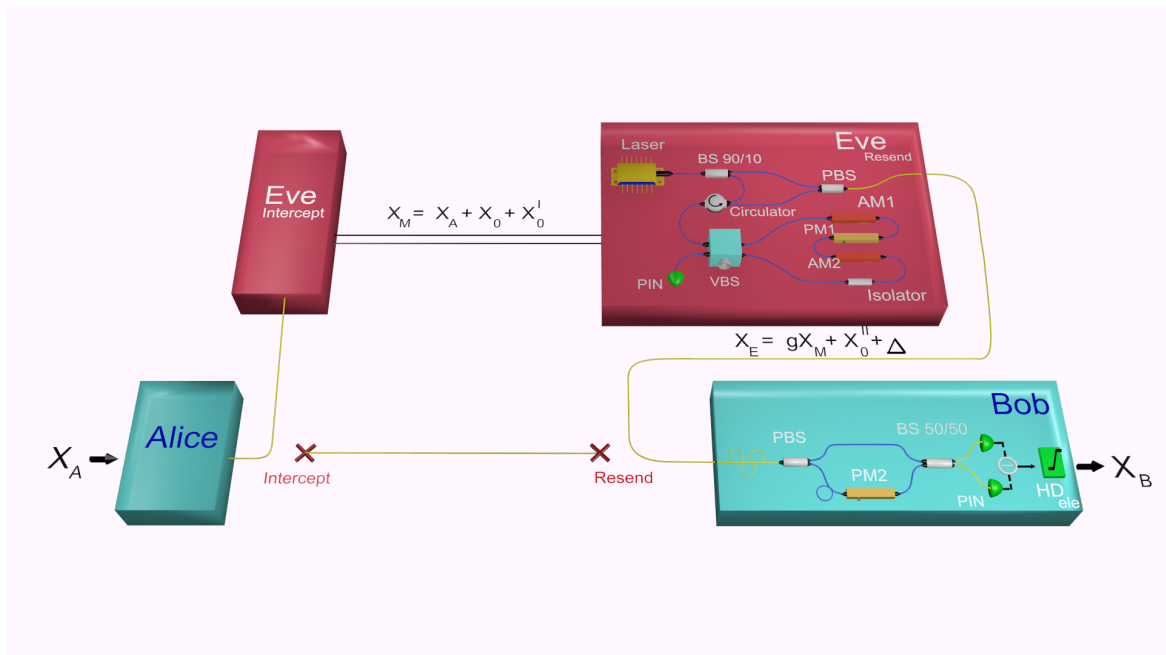 Eve
Intercept
X_M = X_A + X_0 + X_0^I
Laser
BS 90/10
Eve
Resend
PBS
AM1
Circulator
PM1
AM2
PIN
VBS
Isolator
X_E = gX_M + X_0^II + Δ
X_A
Alice
Intercept
Resend
Bob
PBS
BS 50/50
PM2
PIN
HD
ele
X_B